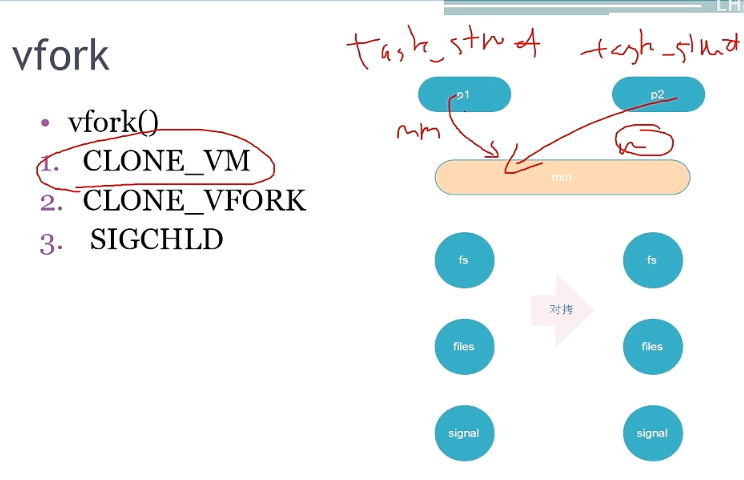 LH
vfork
task_struct
task_struct
• vfork()
1. CLONE_VM
2. CLONE_VFORK
3. SIGCHLD
p1
p2
mm
mm
fs
fs
对拷
files
files
signal
signal